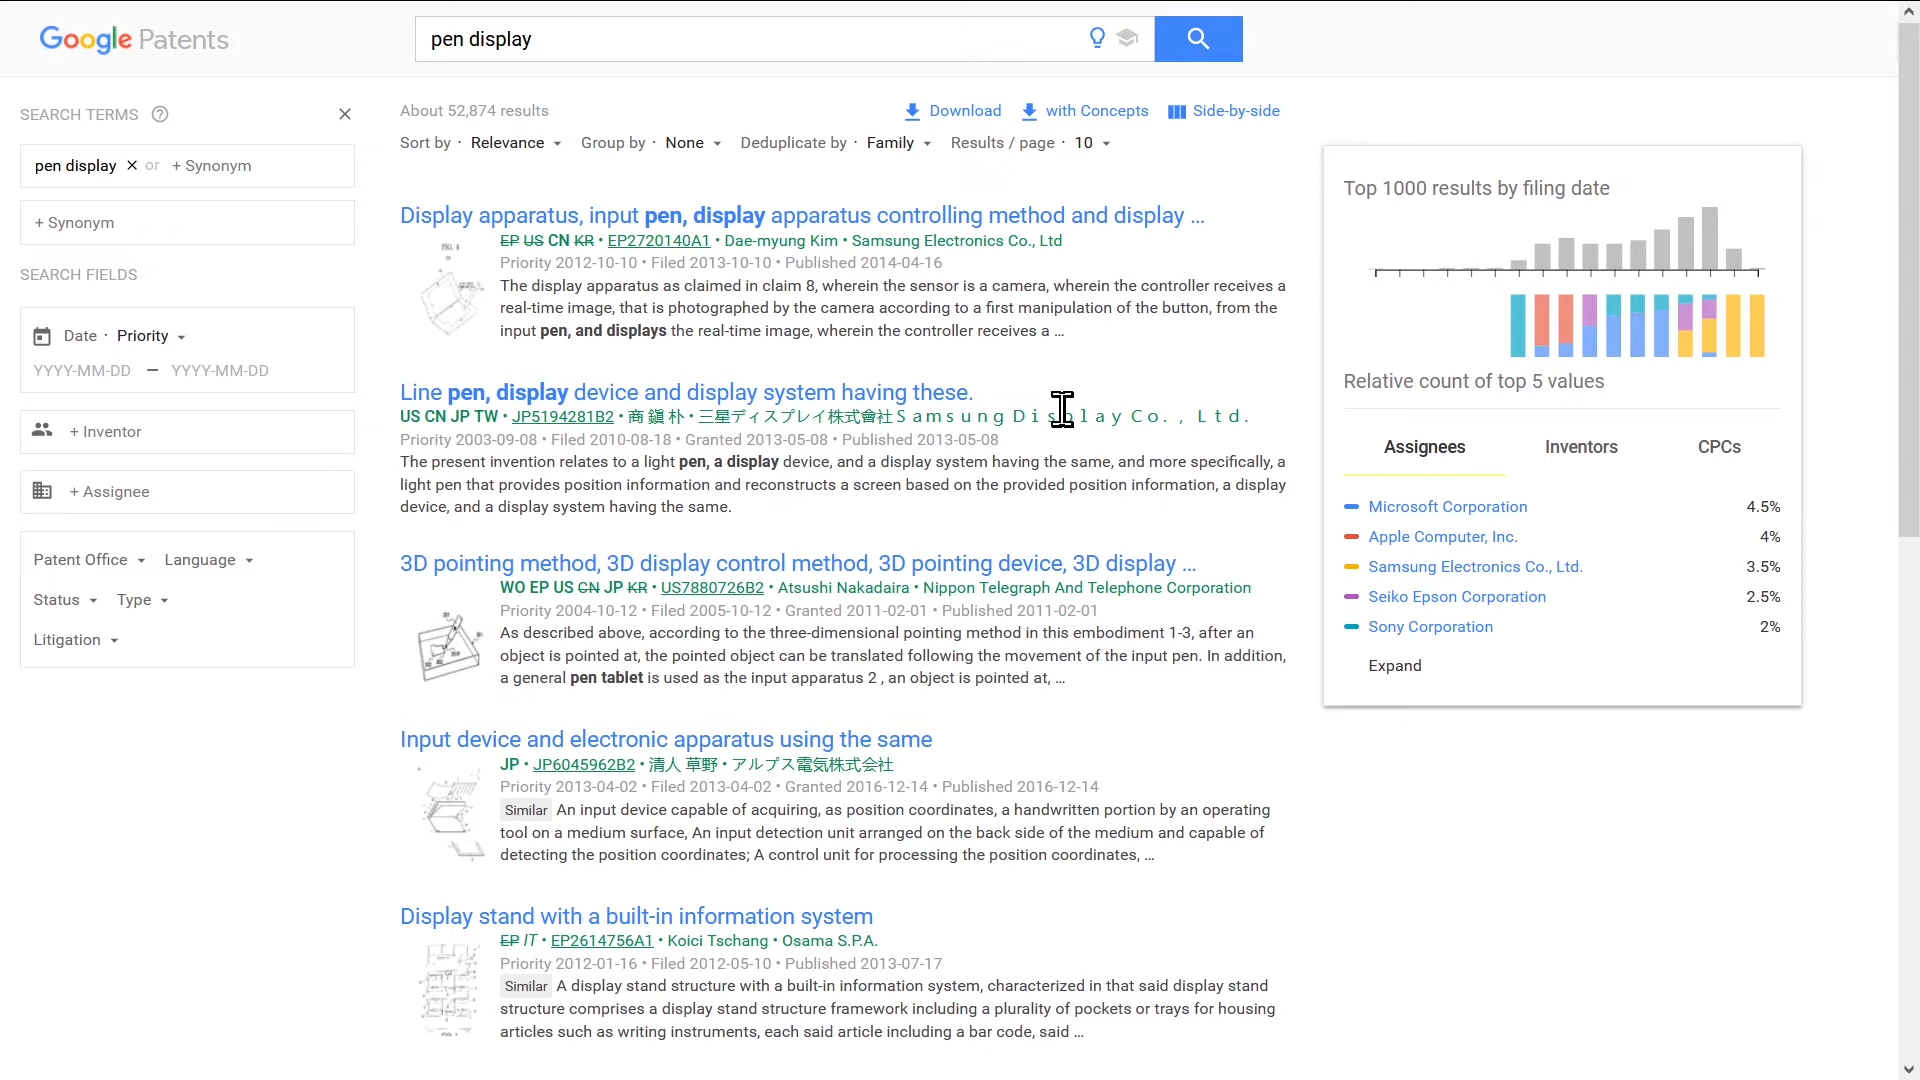 Google Patents
pen display
SEARCH TERMS
pen display × or + Synonym
+ Synonym
SEARCH FIELDS
Date · Priority
YYYY-MM-DD — YYYY-MM-DD
+ Inventor
+ Assignee
Patent Office Language
Status Type
Litigation
About 52,874 results
Download with Concepts Side-by-side
Sort by · Relevance Group by · None Deduplicate by · Family Results / page · 10
Display apparatus, input pen, display apparatus controlling method and display ...
EP US CN KR • EP2720140A1 • Dae-myung Kim • Samsung Electronics Co., Ltd
Priority 2012-10-10 • Filed 2013-10-10 • Published 2014-04-16
The display apparatus as claimed in claim 8, wherein the sensor is a camera, wherein the controller receives a
real-time image, that is photographed by the camera according to a first manipulation of the button, from the
input pen, and displays the real-time image, wherein the controller receives a ...
Line pen, display device and display system having these.
US CN JP TW • JP5194281B2 • 商 鎭 朴 • 三星ディスプレイ株式會社Ｓａｍｓｕｎｇ Ｄｉｓｐｌａｙ Ｃｏ．，Ｌｔｄ．
Priority 2003-09-08 • Filed 2010-08-18 • Granted 2013-05-08 • Published 2013-05-08
The present invention relates to a light pen, a display device, and a display system having the same, and more specifically, a
light pen that provides position information and reconstructs a screen based on the provided position information, a display
device, and a display system having the same.
3D pointing method, 3D display control method, 3D pointing device, 3D display ...
WO EP US CN JP KR • US7880726B2 • Atsushi Nakadaira • Nippon Telegraph And Telephone Corporation
Priority 2004-10-12 • Filed 2005-10-12 • Granted 2011-02-01 • Published 2011-02-01
As described above, according to the three-dimensional pointing method in this embodiment 1-3, after an
object is pointed at, the pointed object can be translated following the movement of the input pen. In addition,
a general pen tablet is used as the input apparatus 2 , an object is pointed at, ...
Input device and electronic apparatus using the same
JP • JP6045962B2 • 清人 草野 • アルプス電気株式会社
Priority 2013-04-02 • Filed 2013-04-02 • Granted 2016-12-14 • Published 2016-12-14
Similar An input device capable of acquiring, as position coordinates, a handwritten portion by an operating
tool on a medium surface, An input detection unit arranged on the back side of the medium and capable of
detecting the position coordinates; A control unit for processing the position coordinates, ...
Display stand with a built-in information system
EP IT • EP2614756A1 • Koici Tschang • Osama S.P.A.
Priority 2012-01-16 • Filed 2012-05-10 • Published 2013-07-17
Similar A display stand structure with a built-in information system, characterized in that said display stand
structure comprises a display stand structure framework including a plurality of pockets or trays for housing
articles such as writing instruments, each said article including a bar code, said ...
Top 1000 results by filing date
Relative count of top 5 values
Assignees Inventors CPCs
Microsoft Corporation 4.5%
Apple Computer, Inc. 4%
Samsung Electronics Co., Ltd. 3.5%
Seiko Epson Corporation 2.5%
Sony Corporation 2%
Expand